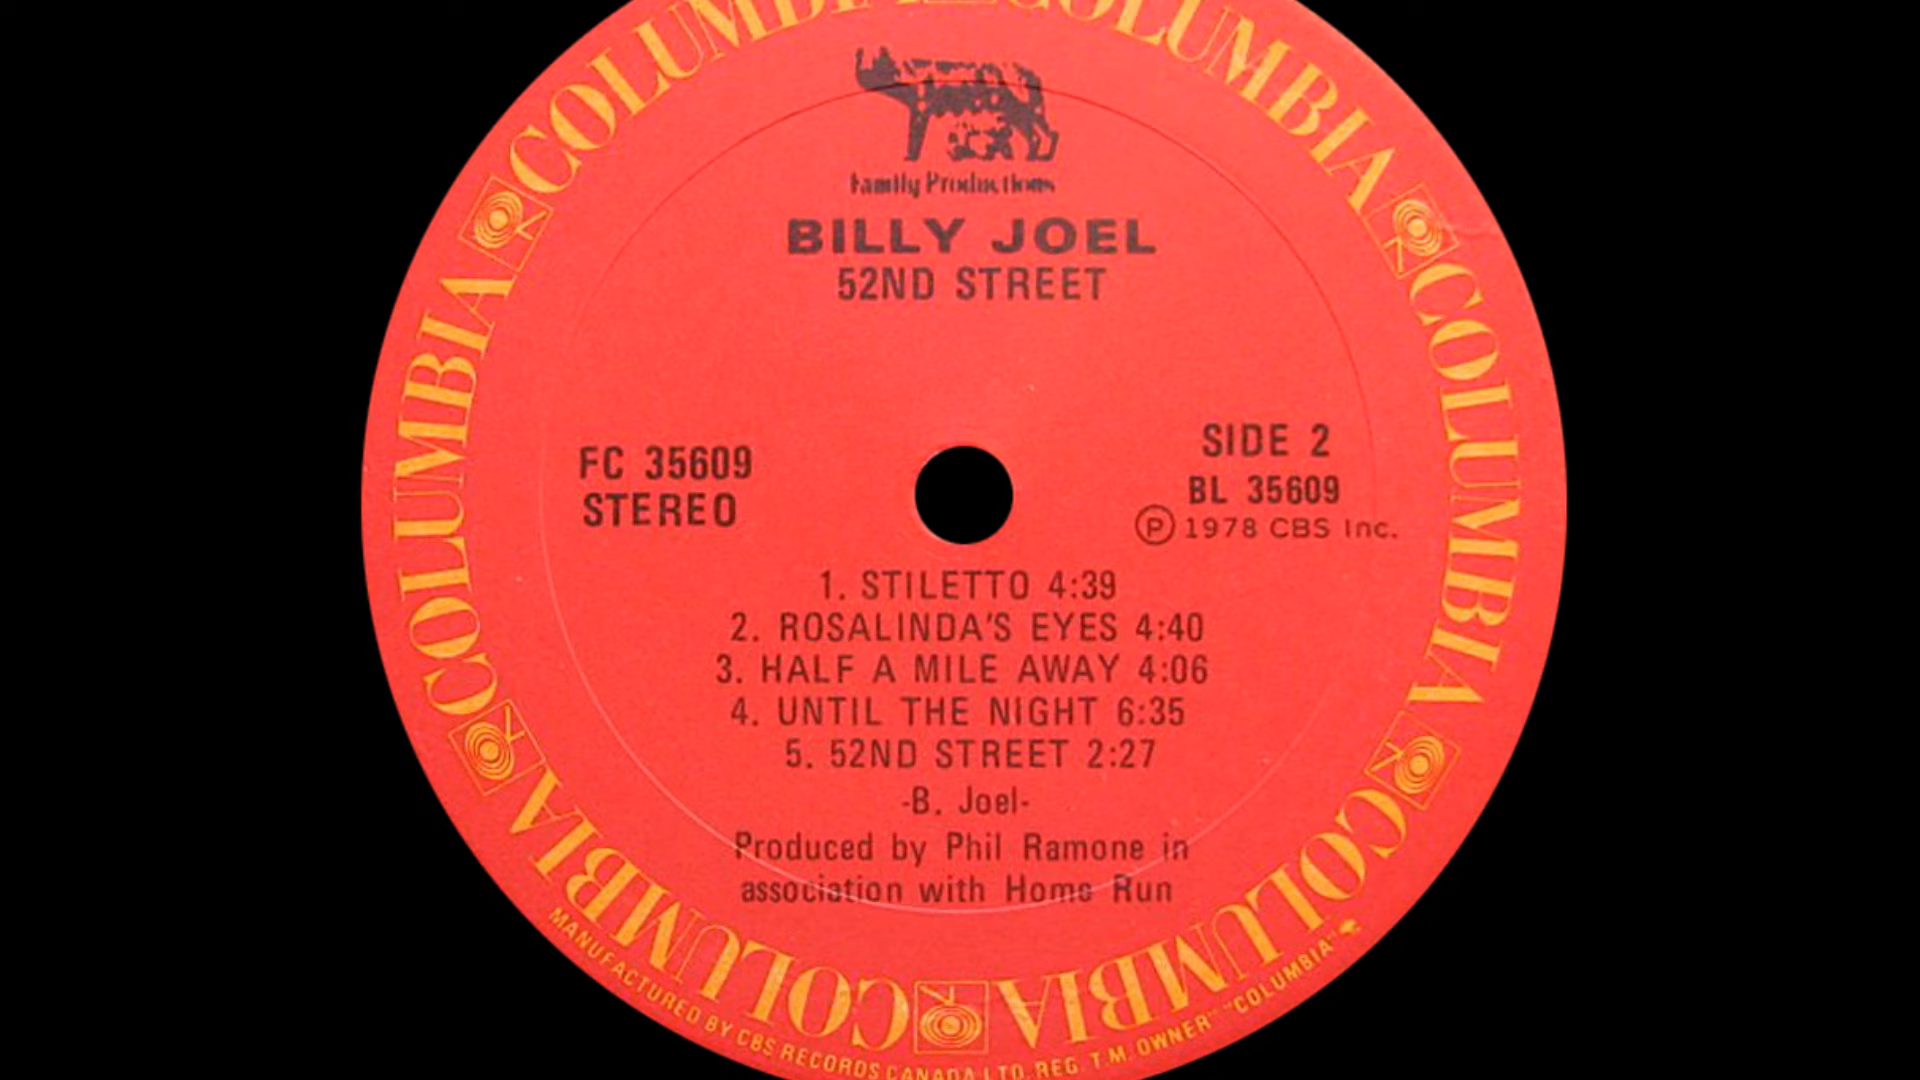 COLUMBIA COLUMBIA COLUMBIA COLUMBIA COLUMBIA COLUMBIA
Family Productions
BILLY JOEL
52ND STREET
FC 35609
STEREO
SIDE 2
BL 35609
Ⓟ 1978 CBS Inc.
1. STILETTO 4:39
2. ROSALINDA'S EYES 4:40
3. HALF A MILE AWAY 4:06
4. UNTIL THE NIGHT 6:35
5. 52ND STREET 2:27
-B. Joel-
Produced by Phil Ramone in
association with Home Run
MANUFACTURED BY CBS RECORDS CANADA LTD. REG. T.M. OWNER" "COLUMBIA"